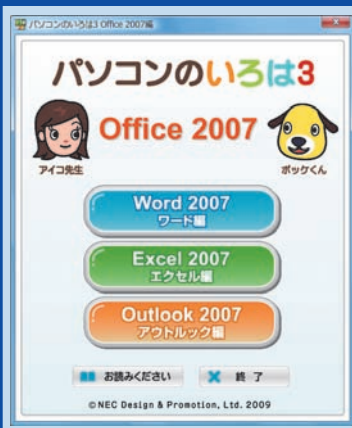 パソコンのいろは3 Office 2007編
パソコンのいろは3
Office 2007
アイコ先生
ポックくん
Word 2007
ワード編
Excel 2007
エクセル編
Outlook 2007
アウトルック編
お読みください
終 了
©NEC Design & Promotion, Ltd. 2009